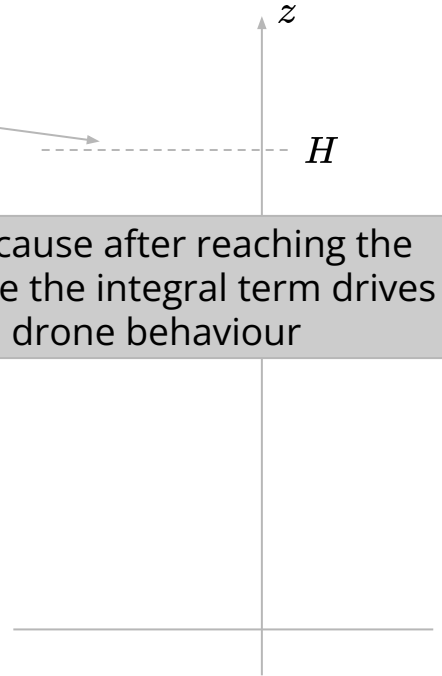 z
H
cause after reaching the
e the integral term drives
drone behaviour